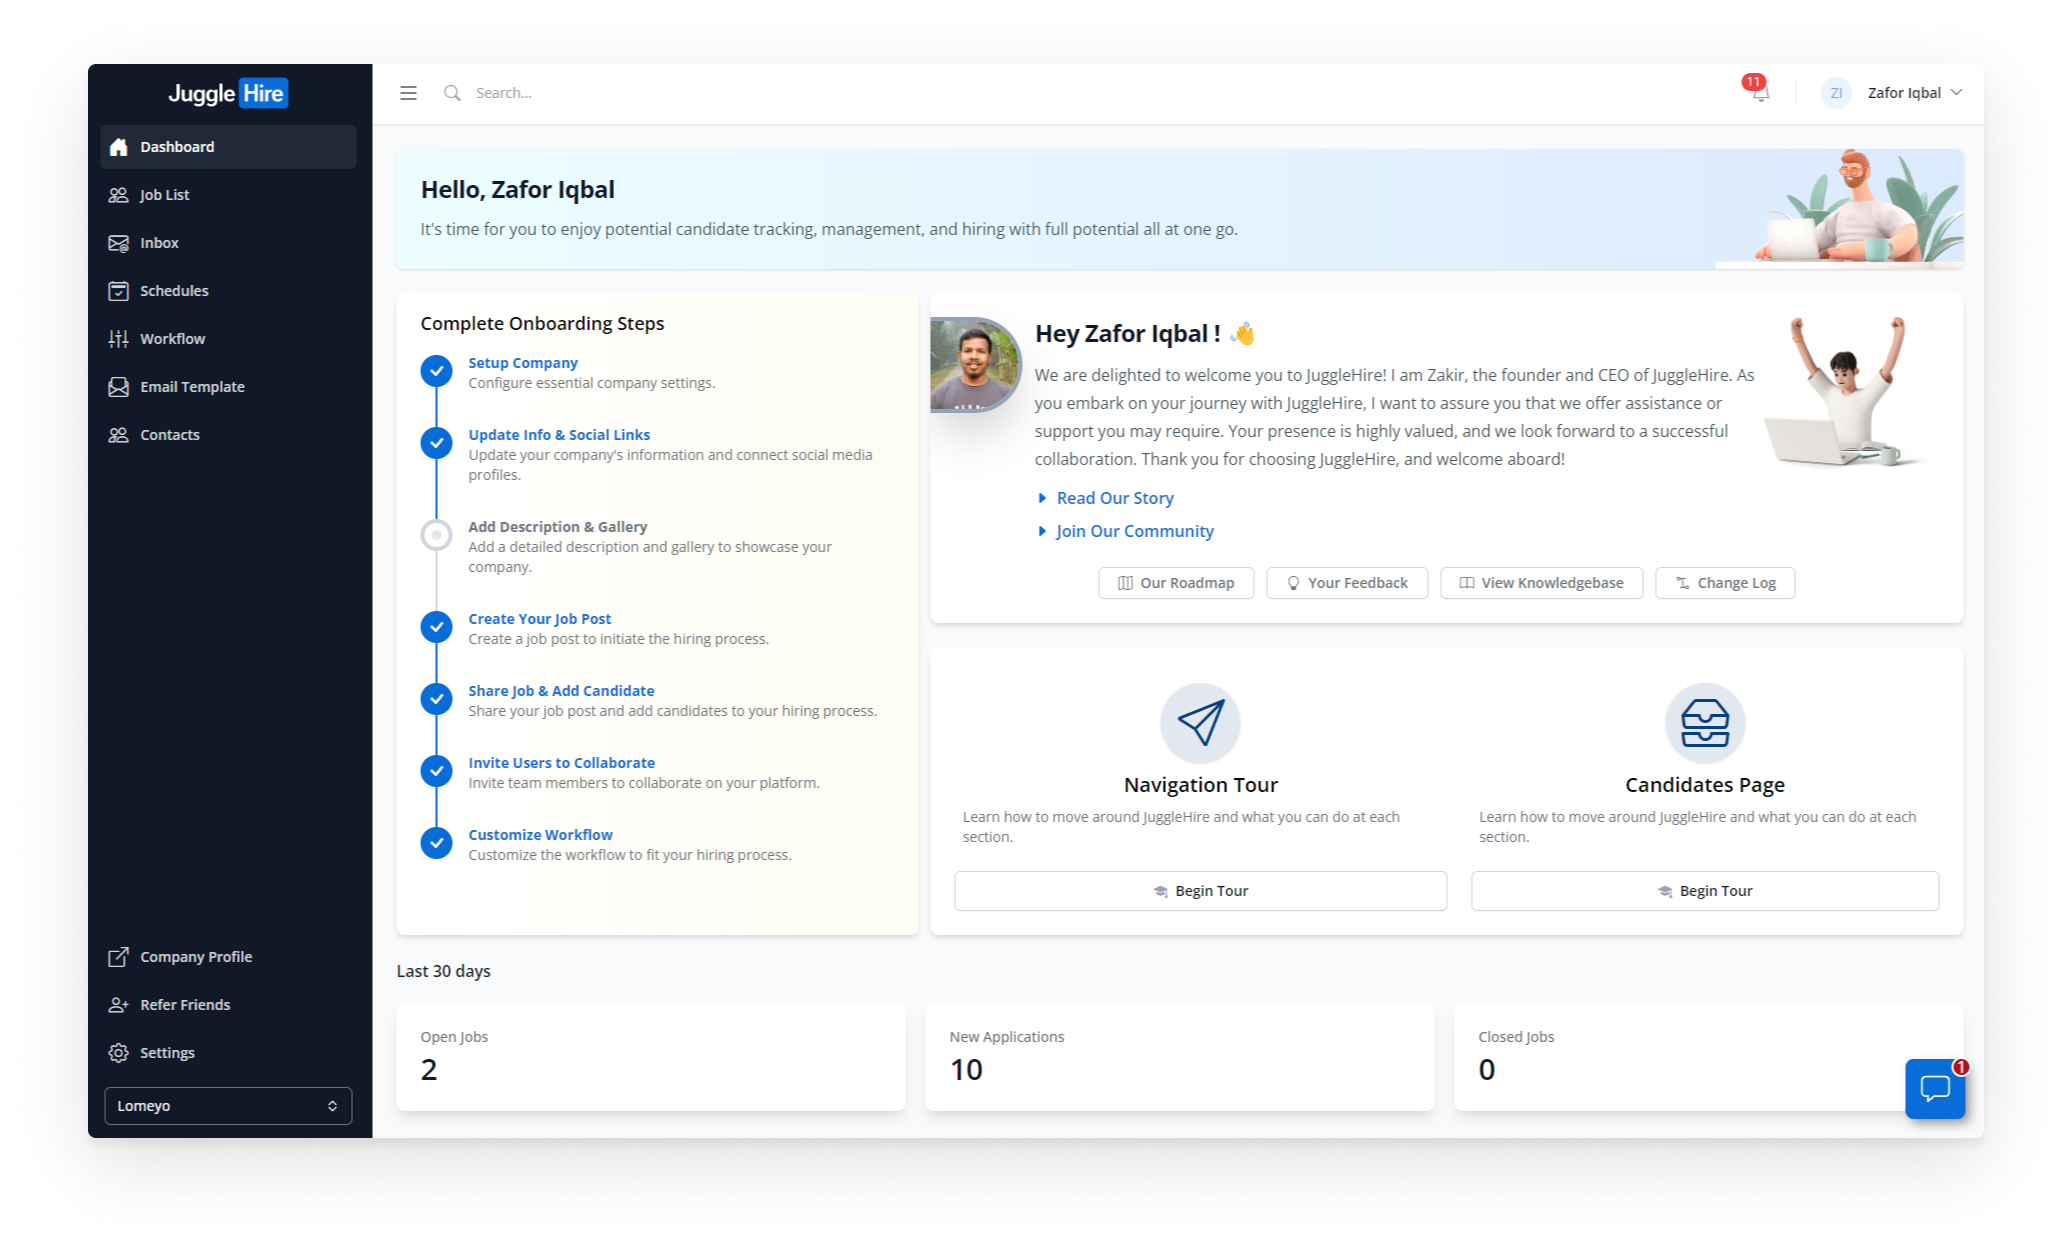 Juggle Hire
Dashboard
Job List
Inbox
Schedules
Workflow
Email Template
Contacts
Company Profile
Refer Friends
Settings
Lomeyo
Search...
11
ZI
Zafor Iqbal
Hello, Zafor Iqbal
It's time for you to enjoy potential candidate tracking, management, and hiring with full potential all at one go.
Complete Onboarding Steps
Setup Company
Configure essential company settings.
Update Info & Social Links
Update your company's information and connect social media
profiles.
Add Description & Gallery
Add a detailed description and gallery to showcase your
company.
Create Your Job Post
Create a job post to initiate the hiring process.
Share Job & Add Candidate
Share your job post and add candidates to your hiring process.
Invite Users to Collaborate
Invite team members to collaborate on your platform.
Customize Workflow
Customize the workflow to fit your hiring process.
Hey Zafor Iqbal ! 👋
We are delighted to welcome you to JuggleHire! I am Zakir, the founder and CEO of JuggleHire. As
you embark on your journey with JuggleHire, I want to assure you that we offer assistance or
support you may require. Your presence is highly valued, and we look forward to a successful
collaboration. Thank you for choosing JuggleHire, and welcome aboard!
Read Our Story
Join Our Community
Our Roadmap
Your Feedback
View Knowledgebase
Change Log
Navigation Tour
Learn how to move around JuggleHire and what you can do at each
section.
Begin Tour
Candidates Page
Learn how to move around JuggleHire and what you can do at each
section.
Begin Tour
Last 30 days
Open Jobs
2
New Applications
10
Closed Jobs
0
1